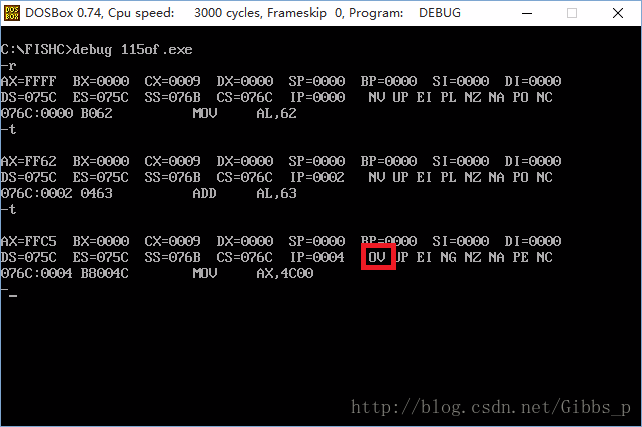 DOSBox 0.74, Cpu speed: 3000 cycles, Frameskip 0, Program: DEBUG
C:\FISHC>debug 115of.exe
-r
AX=FFFF BX=0000 CX=0009 DX=0000 SP=0000 BP=0000 SI=0000 DI=0000
DS=075C ES=075C SS=076B CS=076C IP=0000 NV UP EI PL NZ NA PO NC
076C:0000 B062 MOV AL,62
-t
AX=FF62 BX=0000 CX=0009 DX=0000 SP=0000 BP=0000 SI=0000 DI=0000
DS=075C ES=075C SS=076B CS=076C IP=0002 NV UP EI PL NZ NA PO NC
076C:0002 0463 ADD AL,63
-t
AX=FFC5 BX=0000 CX=0009 DX=0000 SP=0000 BP=0000 SI=0000 DI=0000
DS=075C ES=075C SS=076B CS=076C IP=0004 OV UP EI NG NZ NA PE NC
076C:0004 B8004C MOV AX,4C00
-_
http://blog.csdn.net/Gibbs_p